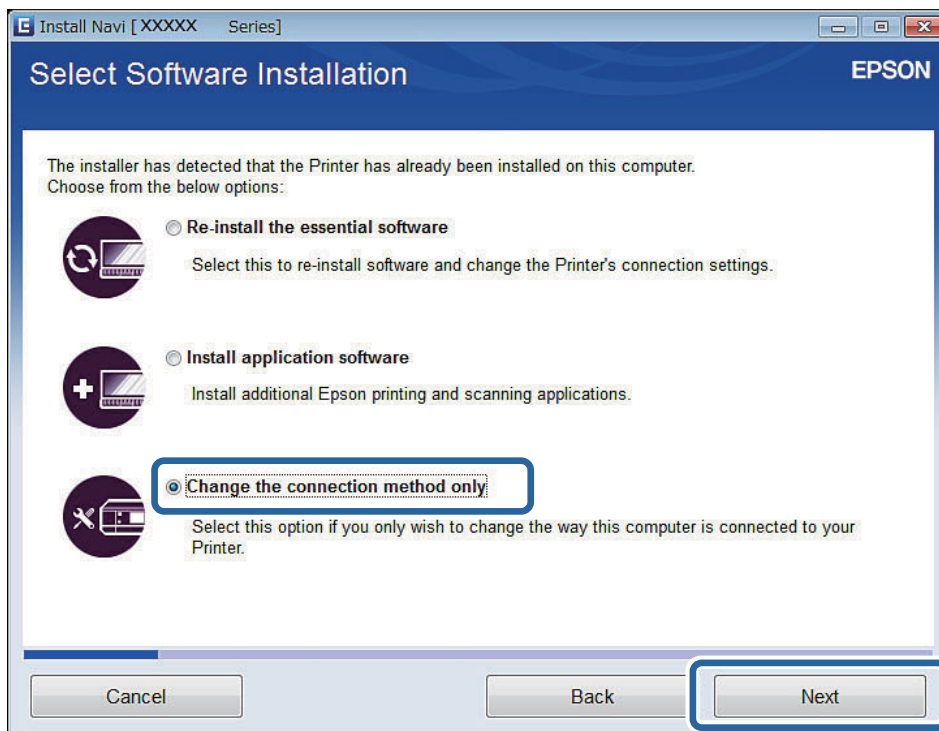 Install Navi [ XXXXX Series]
Select Software Installation
EPSON
The installer has detected that the Printer has already been installed on this computer.
Choose from the below options:
Re-install the essential software
Select this to re-install software and change the Printer's connection settings.
Install application software
Install additional Epson printing and scanning applications.
Change the connection method only
Select this option if you only wish to change the way this computer is connected to your
Printer.
Cancel
Back
Next